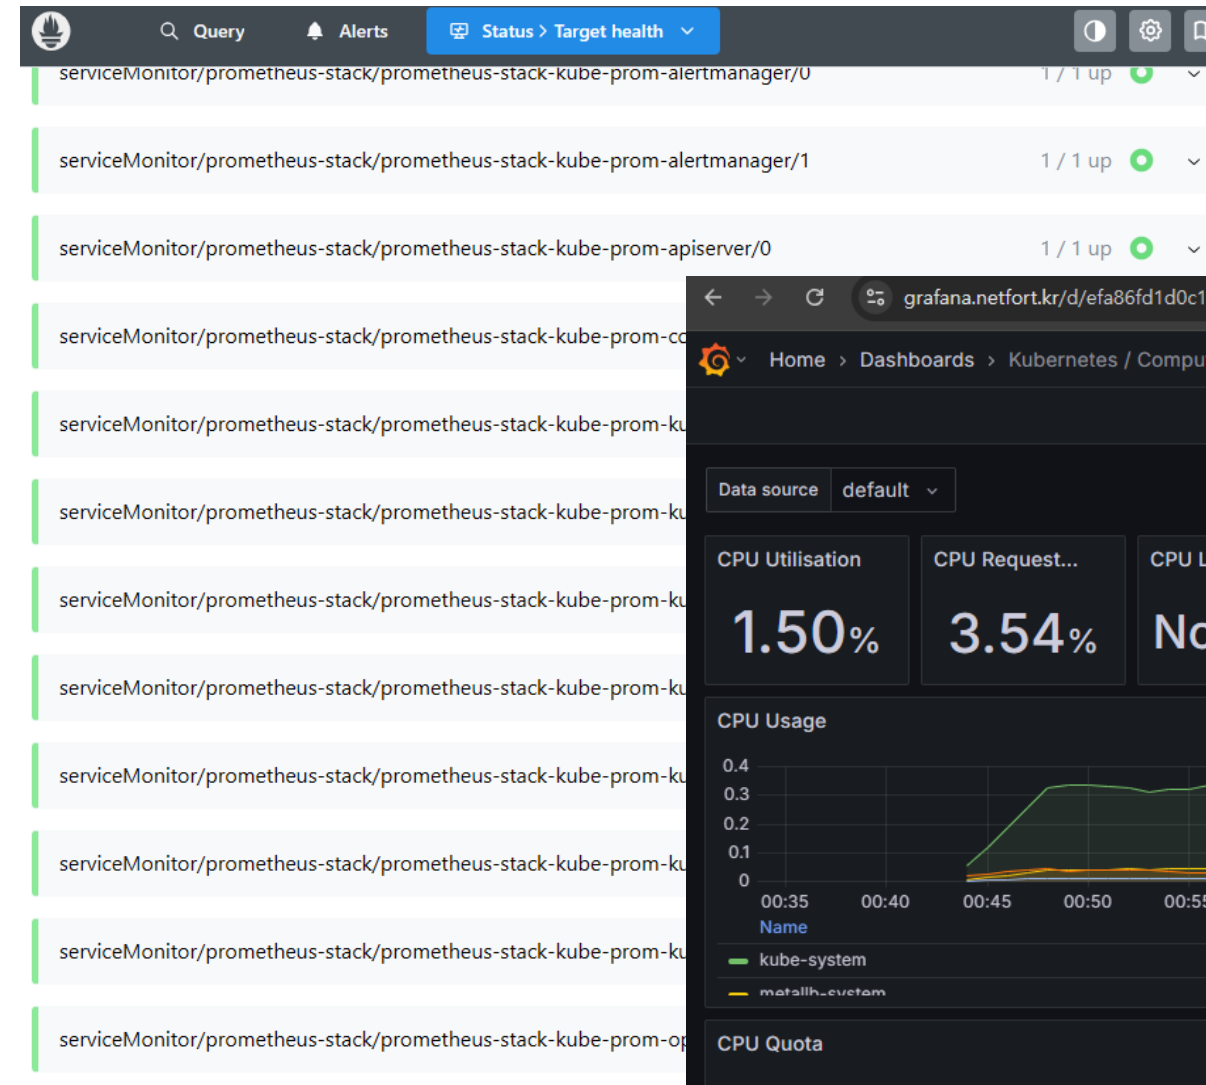 Query Alerts Status > Target health
serviceMonitor/prometheus-stack/prometheus-stack-kube-prom-alertmanager/0 1 / 1 up
serviceMonitor/prometheus-stack/prometheus-stack-kube-prom-alertmanager/1 1 / 1 up
serviceMonitor/prometheus-stack/prometheus-stack-kube-prom-apiserver/0 1 / 1 up
serviceMonitor/prometheus-stack/prometheus-stack-kube-prom-co
serviceMonitor/prometheus-stack/prometheus-stack-kube-prom-ku
serviceMonitor/prometheus-stack/prometheus-stack-kube-prom-ku
serviceMonitor/prometheus-stack/prometheus-stack-kube-prom-ku
serviceMonitor/prometheus-stack/prometheus-stack-kube-prom-ku
serviceMonitor/prometheus-stack/prometheus-stack-kube-prom-ku
serviceMonitor/prometheus-stack/prometheus-stack-kube-prom-ku
serviceMonitor/prometheus-stack/prometheus-stack-kube-prom-ku
serviceMonitor/prometheus-stack/prometheus-stack-kube-prom-op
grafana.netfort.kr/d/efa86fd1d0c1
Home > Dashboards > Kubernetes / Compu
Data source default
CPU Utilisation CPU Request... CPU L
1.50% 3.54% No
CPU Usage
0.4
0.3
0.2
0.1
0
00:35 00:40 00:45 00:50 00:55
Name
kube-system
metallb-system
CPU Quota